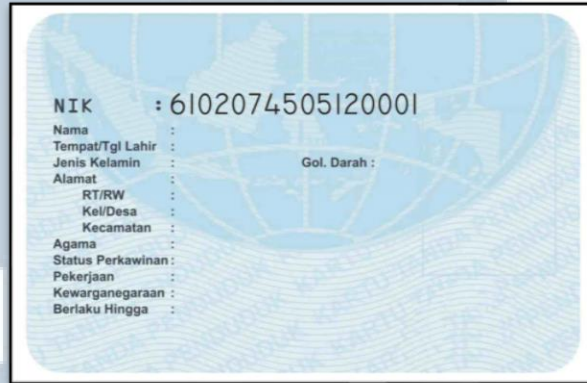 NIK : 6102074505120001
Nama :
Tempat/Tgl Lahir :
Jenis Kelamin : Gol. Darah :
Alamat :
RT/RW :
Kel/Desa :
Kecamatan :
Agama :
Status Perkawinan :
Pekerjaan :
Kewarganegaraan :
Berlaku Hingga :